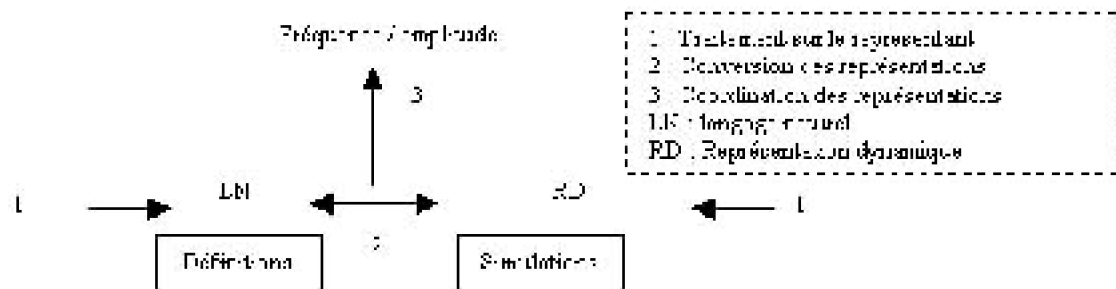 Fréquence / amplitude
1 Traitement sur le representant
2 : Conversion des représentations
3 : Coordination des représentations
LN : langage naturel
RD : Représentation dynamique
3
1
LN
RD
1
2
Définitions
Simulations